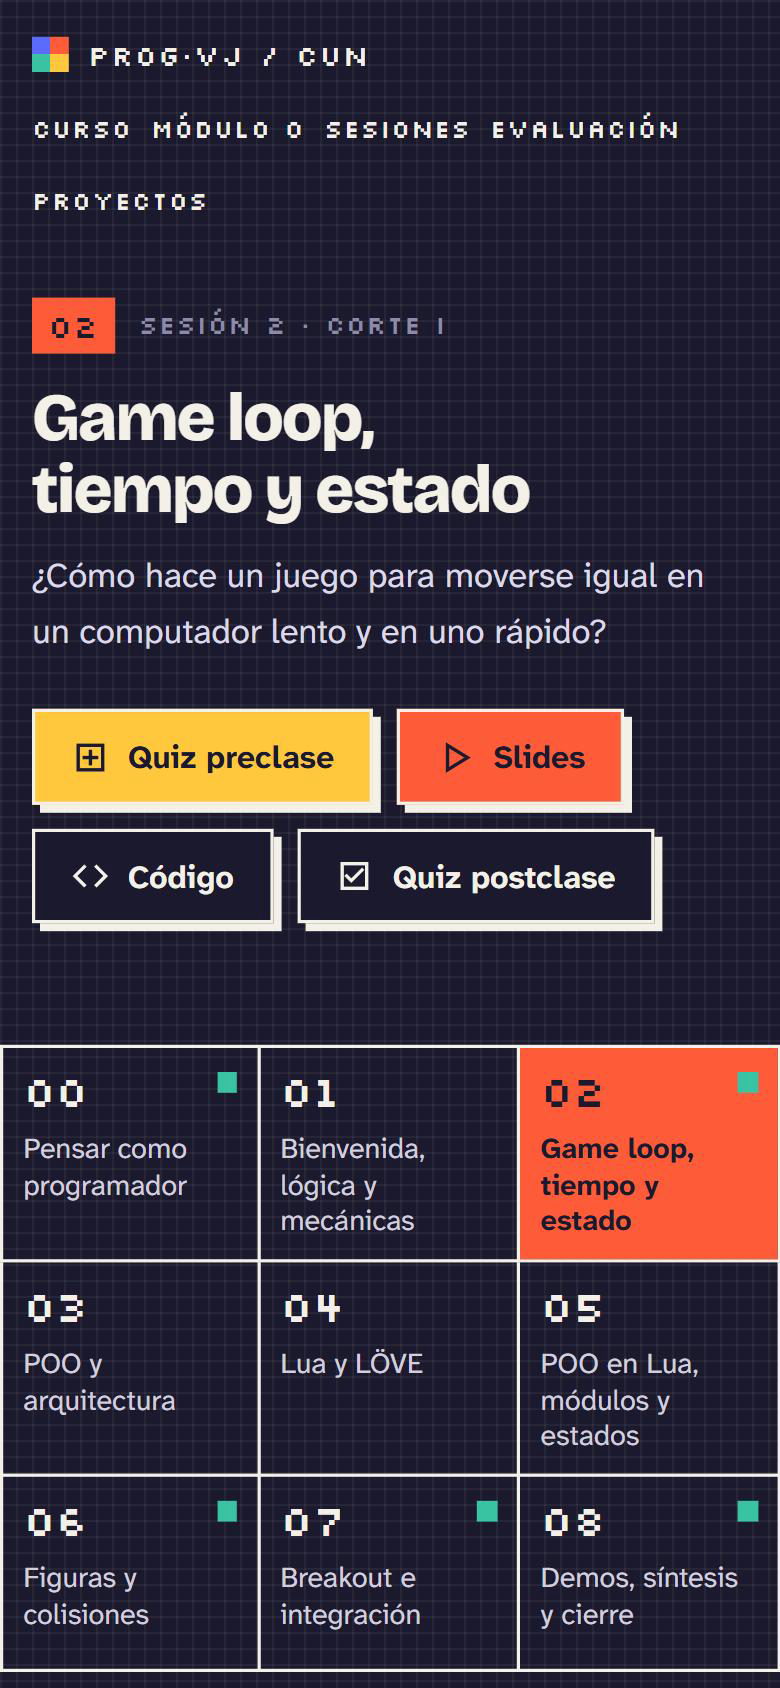 PROG·VJ / CUN
CURSO MÓDULO 0 SESIONES EVALUACIÓN
PROYECTOS
02 SESIÓN 2 · CORTE I
Game loop,
tiempo y estado
¿Cómo hace un juego para moverse igual en
un computador lento y en uno rápido?
Quiz preclase Slides
Código Quiz postclase
00
Pensar como
programador
01
Bienvenida,
lógica y
mecánicas
02
Game loop,
tiempo y
estado
03
POO y
arquitectura
04
Lua y LÖVE
05
POO en Lua,
módulos y
estados
06
Figuras y
colisiones
07
Breakout e
integración
08
Demos, síntesis
y cierre